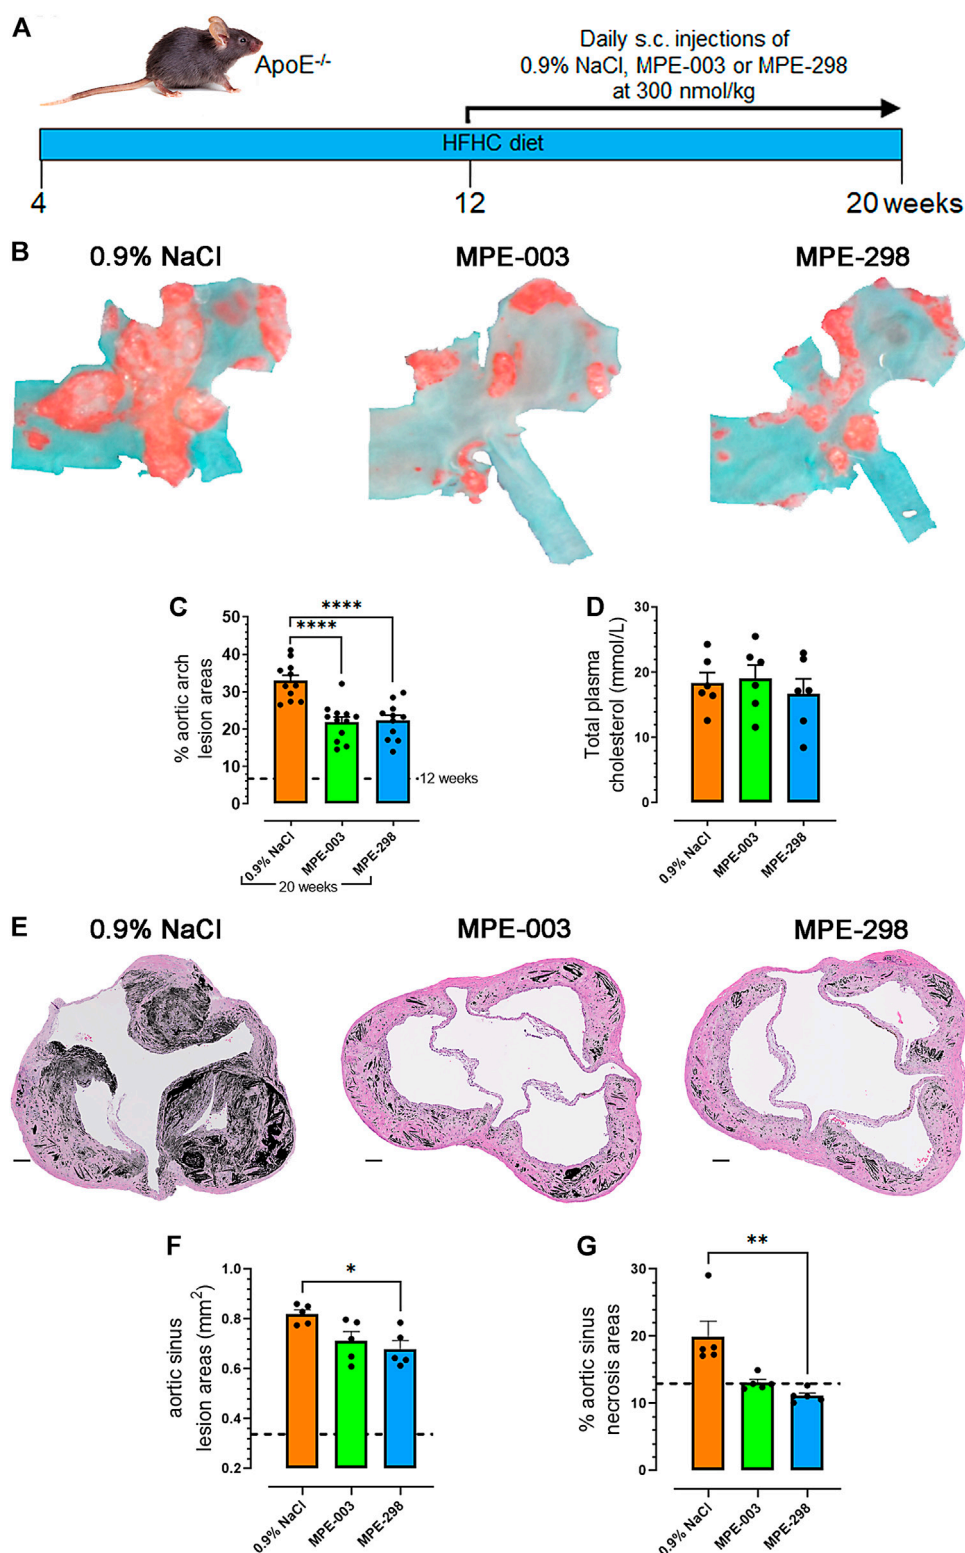 A
ApoE-/-
Daily s.c. injections of
0.9% NaCl, MPE-003 or MPE-298
at 300 nmol/kg
HFHC diet
4
12
20 weeks
B
0.9% NaCl
MPE-003
MPE-298
C
% aortic arch
lesion areas
50
40
30
20
10
0
****
****
12 weeks
0.9% NaCl
MPE-003
MPE-298
20 weeks
D
Total plasma
cholesterol (mmol/L)
30
20
10
0
0.9% NaCl
MPE-003
MPE-298
E
0.9% NaCl
MPE-003
MPE-298
F
aortic sinus
lesion areas (mm2)
1.0
0.8
0.6
0.4
0.2
*
0.9% NaCl
MPE-003
MPE-298
G
% aortic sinus
necrosis areas
30
20
10
0
**
0.9% NaCl
MPE-003
MPE-298